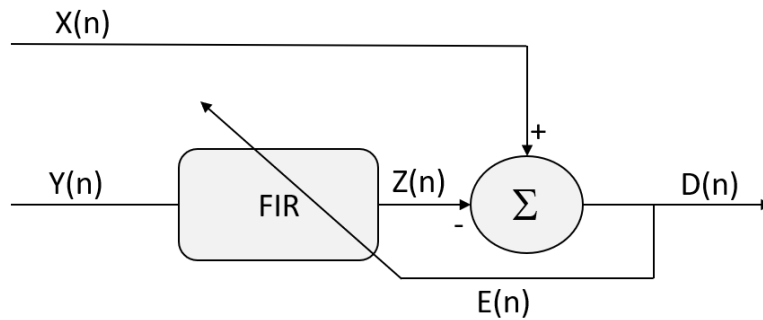 X(n)
+
Y(n)
FIR
Z(n)
-
Σ
D(n)
E(n)